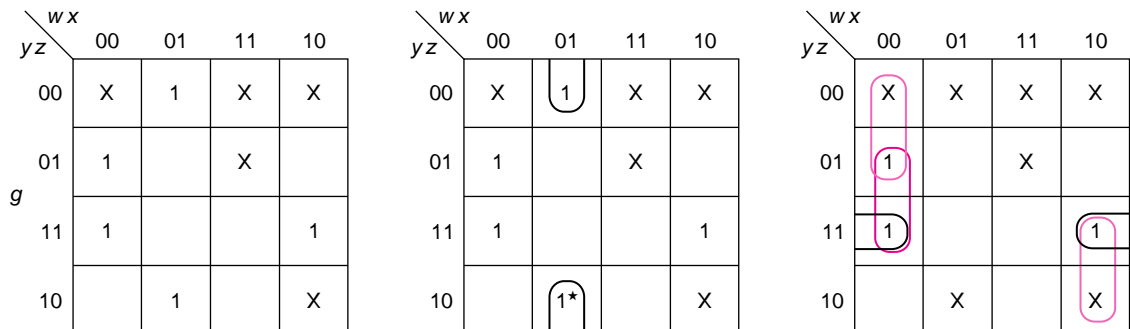 wx wx wx
yz 00 01 11 10 yz 00 01 11 10 yz 00 01 11 10
00 X 1 X X 00 X 1 X X 00 X X X X
01 1 X 01 1 X 01 1 X
g
11 1 1 11 1 1 11 1 1
10 1 X 10 1★ X 10 X X